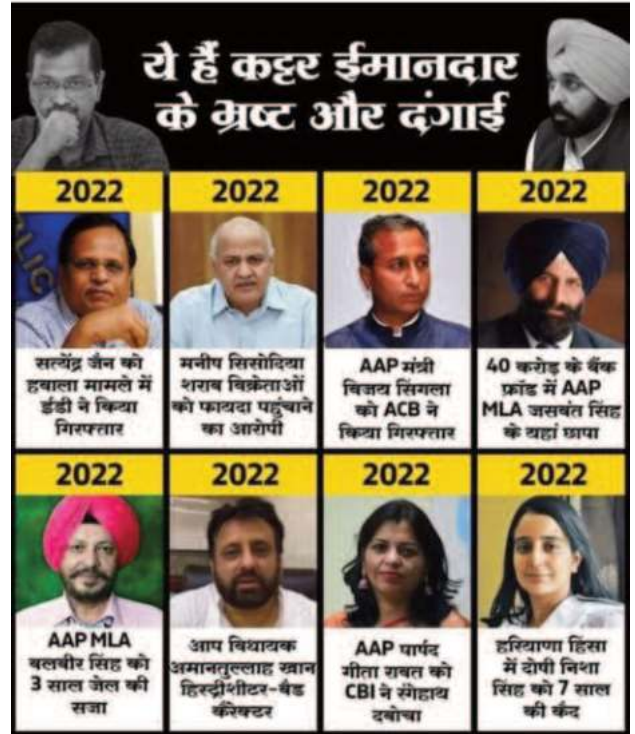 ये हैं कट्टर ईमानदार
के भ्रष्ट और दंगाई
2022
सत्येंद्र जैन को
हवाला मामले में
ईडी ने किया
गिरफ्तार
2022
मनीष सिसोदिया
शराब विक्रेताओं
को फायदा पहुंचाने
का आरोपी
2022
AAP मंत्री
विजय सिंगला
को ACB ने
किया गिरफ्तार
2022
40 करोड़ के बैंक
फ्रॉड में AAP
MLA जसवंत सिंह
के यहां छापा
2022
AAP MLA
बलबीर सिंह को
3 साल जेल की
सजा
2022
आप विधायक
अमानतुल्लाह खान
हिस्ट्रीशीटर-बैड
कैरेक्टर
2022
AAP पार्षद
गीता रावत को
CBI ने रंगेहाथ
दबोचा
2022
हरियाणा हिंसा
में दोषी निशा
सिंह को 7 साल
की कैद